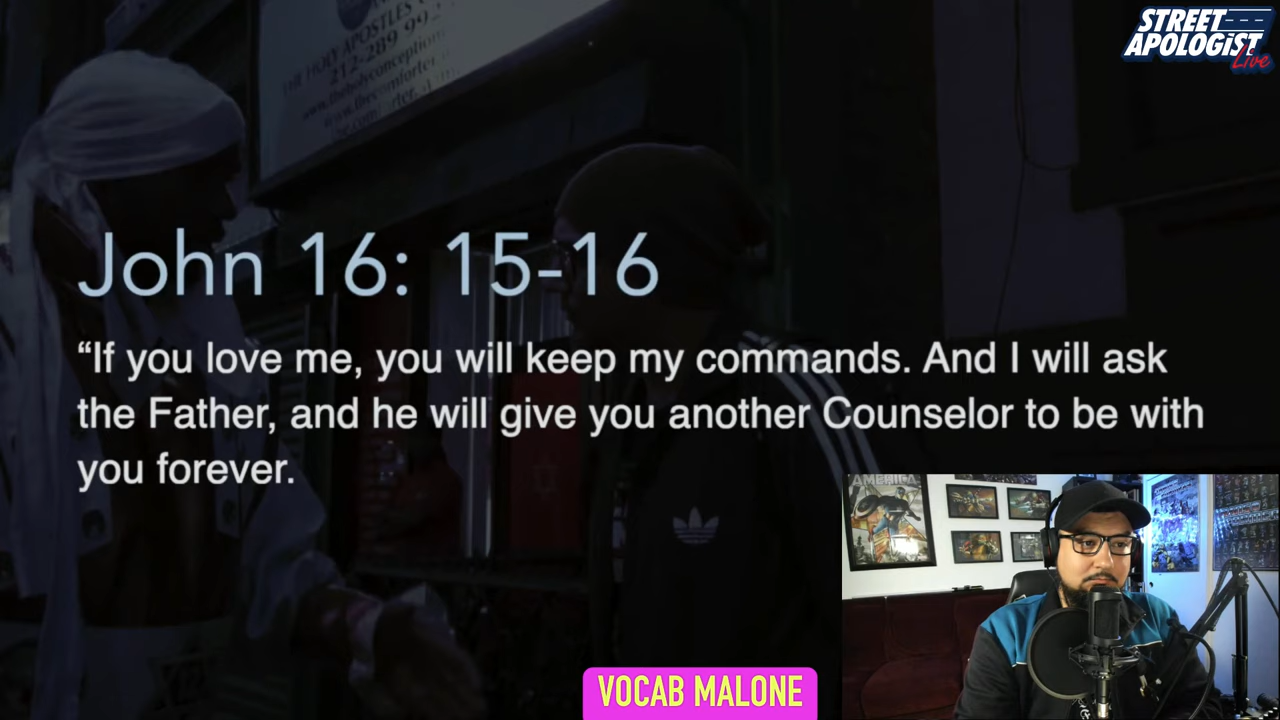 STREET
APOLOGIST
Live
HOLY APOSTLES
212-289
John 16: 15-16
“If you love me, you will keep my commands. And I will ask
the Father, and he will give you another Counselor to be with
you forever.
AMERICA
VOCAB MALONE